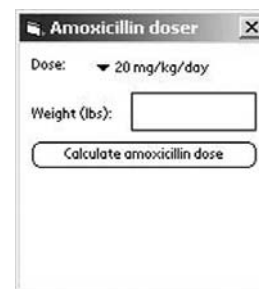 Amoxicillin doser
Dose: 20 mg/kg/day
Weight (lbs):
Calculate amoxicillin dose